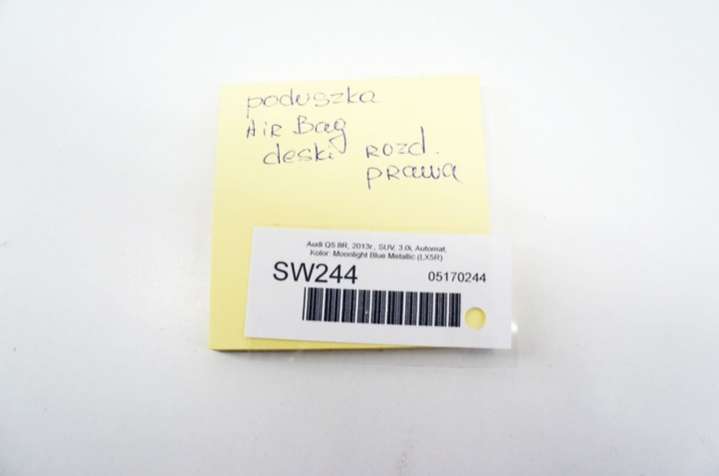 poduszka
AiR Bag
deski rozd.
prawa
Audi Q5 8R, 2013r., SUV, 3.0i, Automat,
Kolor: Moonlight Blue Metallic (LX5R)
SW244 05170244